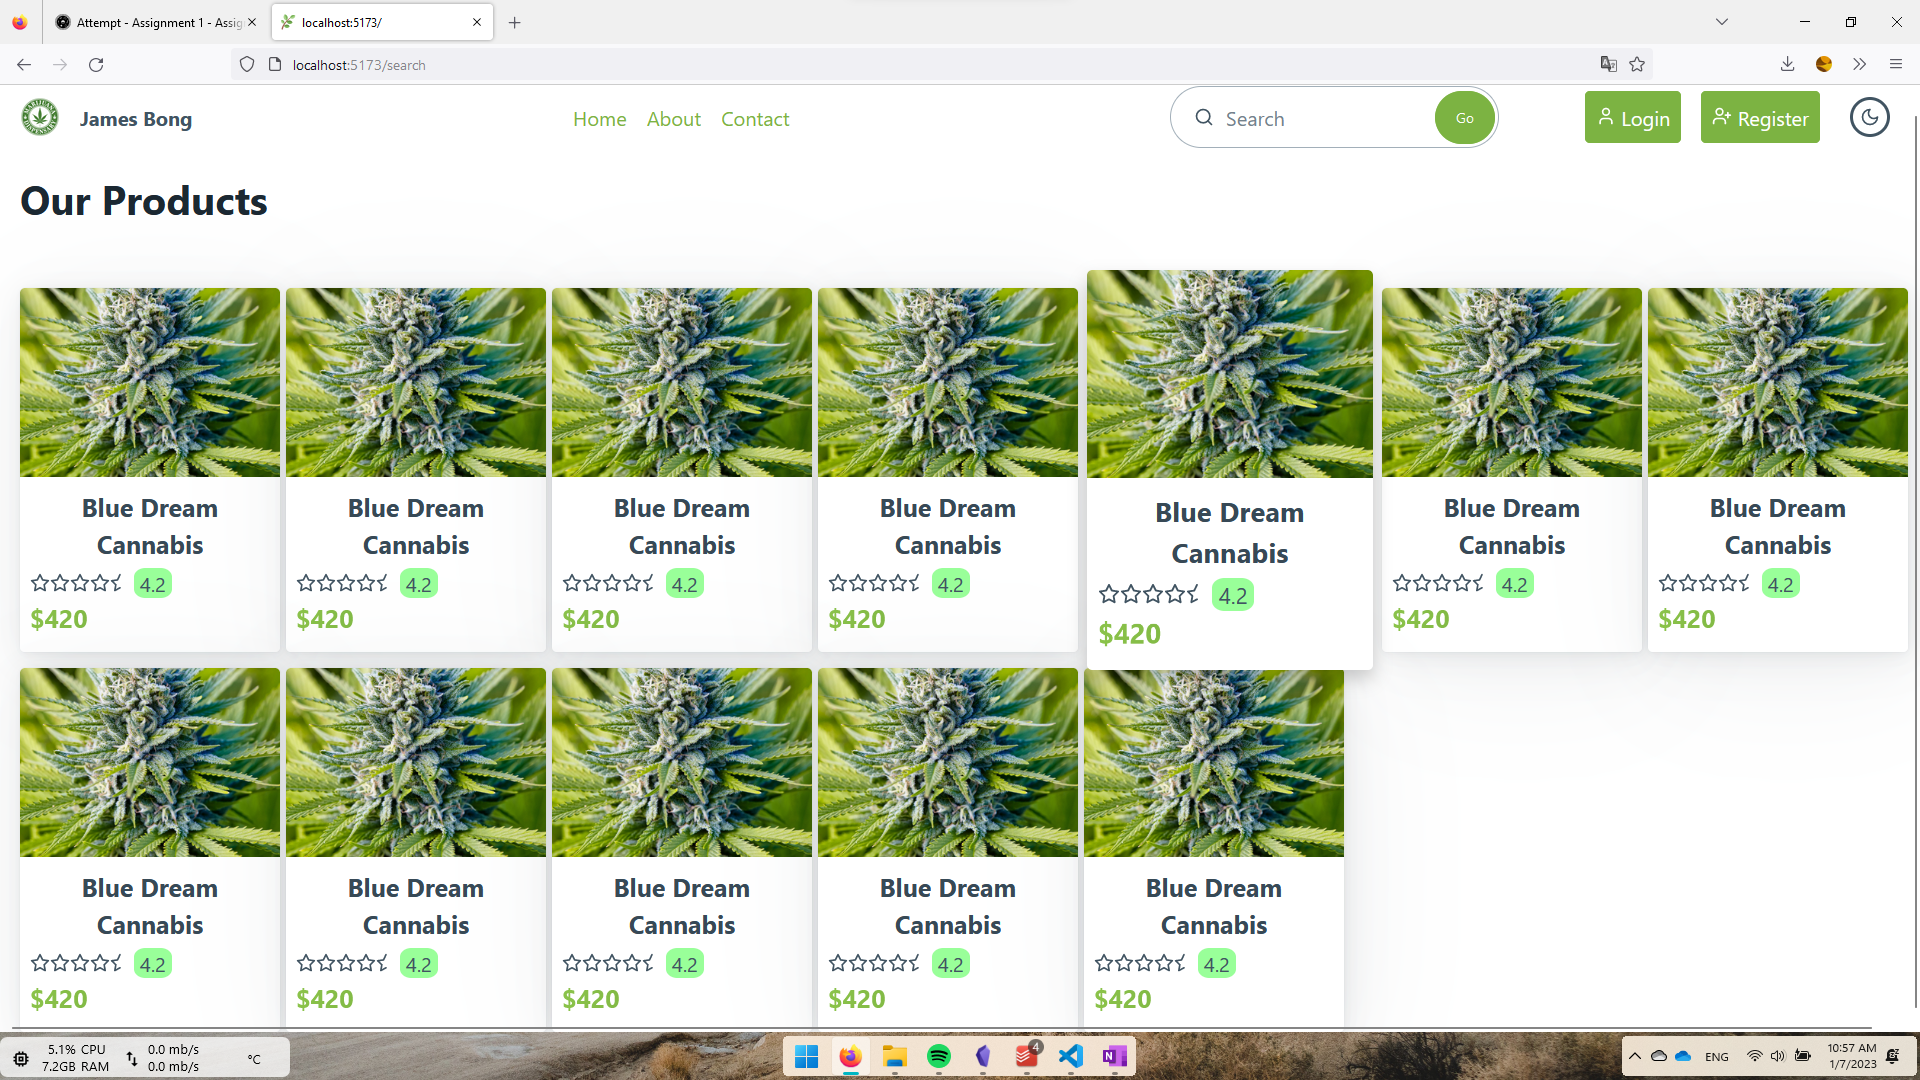 Attempt - Assignment 1 - Assig
localhost:5173/
localhost:5173/search
MARIJUANA
DISPENSARY
James Bong
Home
About
Contact
Search
Go
Login
Register
Our Products
Blue Dream
Cannabis
4.2
$420
Blue Dream
Cannabis
4.2
$420
Blue Dream
Cannabis
4.2
$420
Blue Dream
Cannabis
4.2
$420
Blue Dream
Cannabis
4.2
$420
Blue Dream
Cannabis
4.2
$420
Blue Dream
Cannabis
4.2
$420
Blue Dream
Cannabis
4.2
$420
Blue Dream
Cannabis
4.2
$420
Blue Dream
Cannabis
4.2
$420
Blue Dream
Cannabis
4.2
$420
Blue Dream
Cannabis
4.2
$420
5.1% CPU
7.2GB RAM
0.0 mb/s
0.0 mb/s
°C
4
N
ENG
10:57 AM
1/7/2023